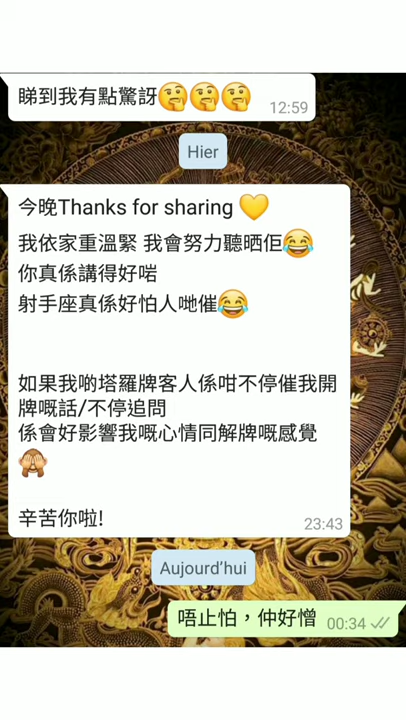 睇到我有點驚訝🤔🤔🤔
12:59
Hier
今晚Thanks for sharing 💛
我依家重溫緊 我會努力聽晒佢😂
你真係講得好啱
射手座真係好怕人哋催😂
如果我啲塔羅牌客人係咁不停催我開
牌嘅話/不停追問
係會好影響我嘅心情同解牌嘅感覺
🙈
辛苦你啦!
23:43
Aujourd'hui
唔止怕，仲好憎
00:34